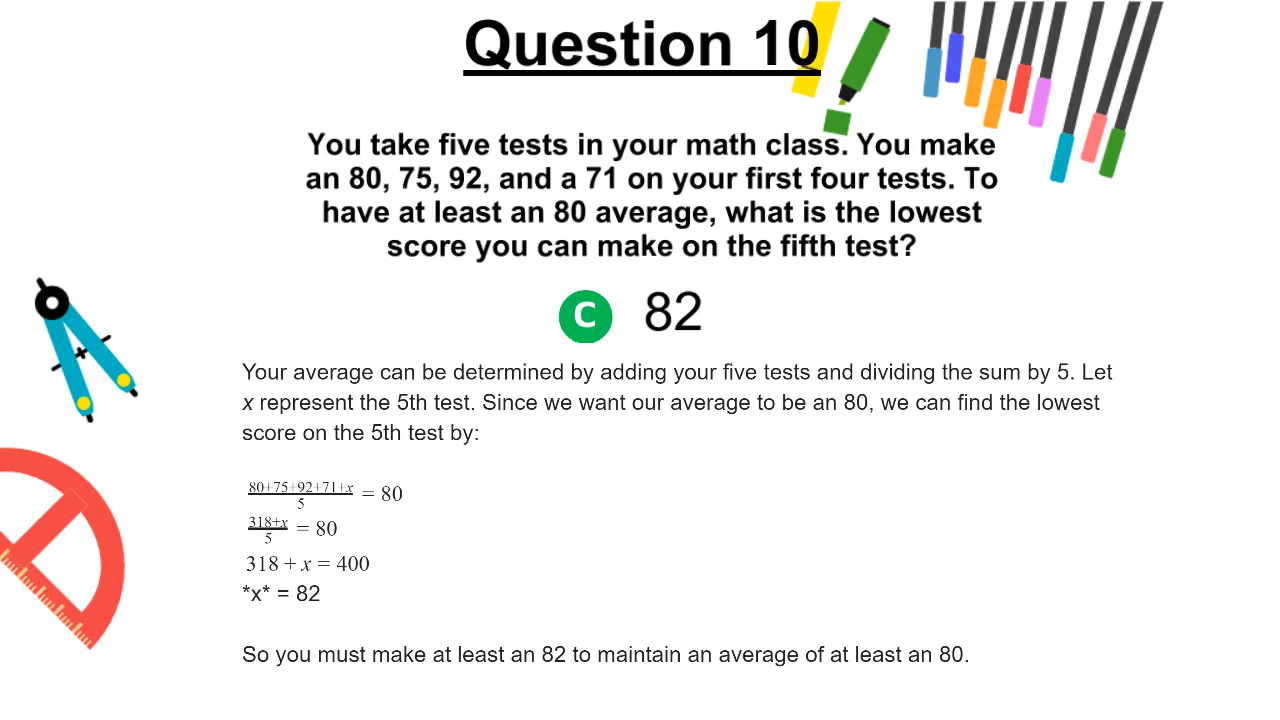 Question 10
You take five tests in your math class. You make
an 80, 75, 92, and a 71 on your first four tests. To
have at least an 80 average, what is the lowest
score you can make on the fifth test?
C 82
Your average can be determined by adding your five tests and dividing the sum by 5. Let
x represent the 5th test. Since we want our average to be an 80, we can find the lowest
score on the 5th test by:
80+75+92+71+x
5
= 80
318+x
5
= 80
318 + x = 400
*x* = 82
So you must make at least an 82 to maintain an average of at least an 80.